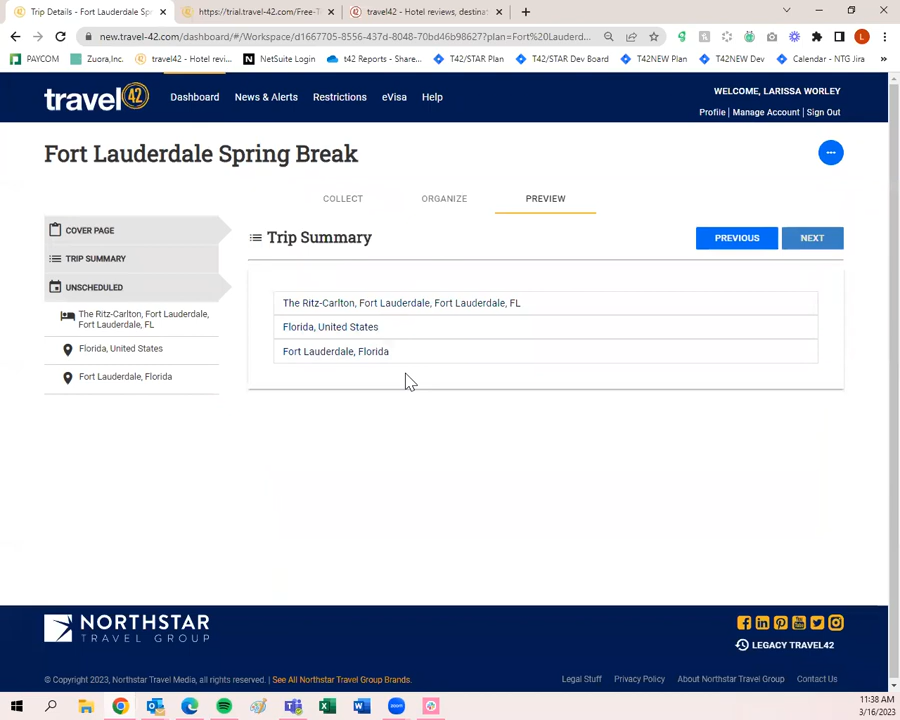 Trip Details - Fort Lauderdale Spr
https://trial.travel-42.com/Free-T
travel42 - Hotel reviews, destinat
new.travel-42.com/dashboard/#/Workspace/d1667705-8556-437d-8048-70bd46b98627?plan=Fort%20Lauderd...
PAYCOM
Zuora,Inc.
travel42 - Hotel revi...
NetSuite Login
t42 Reports - Share...
T42/STAR Plan
T42/STAR Dev Board
T42NEW Plan
T42NEW Dev
Calendar - NTG Jira
travel 42
Dashboard
News & Alerts
Restrictions
eVisa
Help
WELCOME, LARISSA WORLEY
Profile | Manage Account | Sign Out
Fort Lauderdale Spring Break
COLLECT
ORGANIZE
PREVIEW
COVER PAGE
TRIP SUMMARY
UNSCHEDULED
The Ritz-Carlton, Fort Lauderdale,
Fort Lauderdale, FL
Florida, United States
Fort Lauderdale, Florida
Trip Summary
PREVIOUS
NEXT
The Ritz-Carlton, Fort Lauderdale, Fort Lauderdale, FL
Florida, United States
Fort Lauderdale, Florida
NORTHSTAR
TRAVEL GROUP
LEGACY TRAVEL42
© Copyright 2023, Northstar Travel Media, all rights reserved. | See All Northstar Travel Group Brands.
Legal Stuff
Privacy Policy
About Northstar Travel Group
Contact Us
11:38 AM
3/16/2023